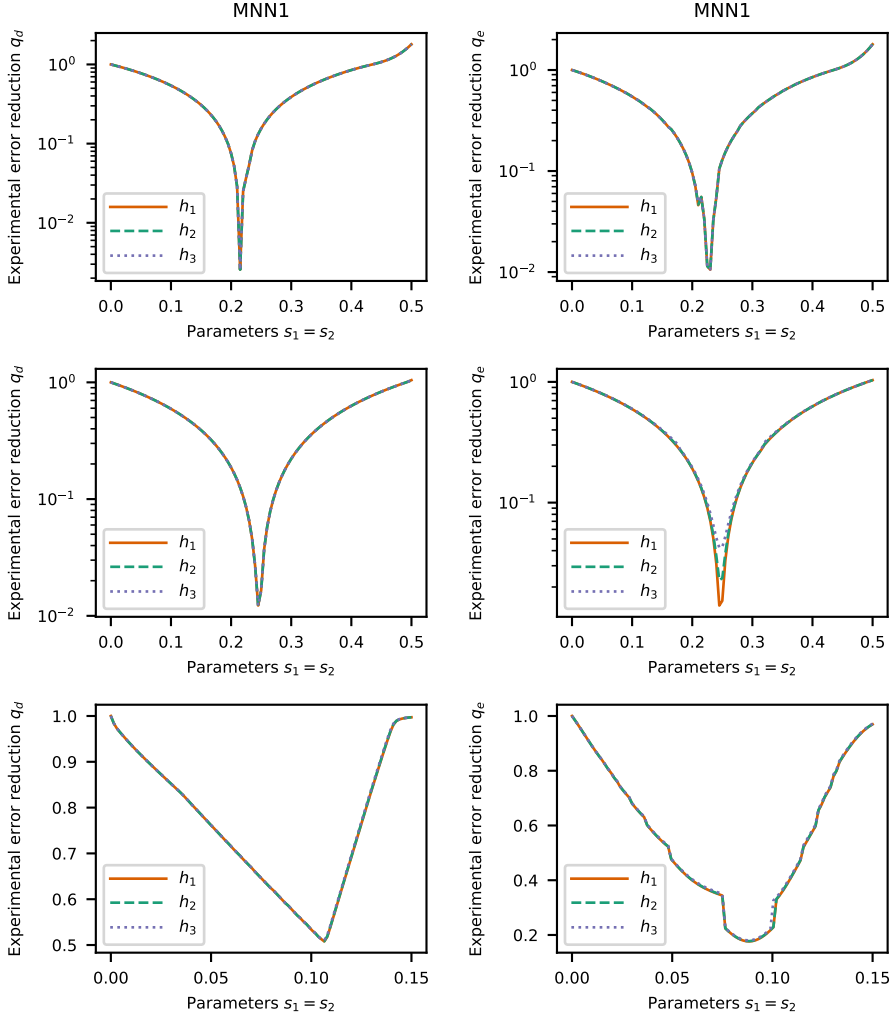 MNN1
Experimental error reduction q_d
10^0
10^{-1}
10^{-2}
h_1
h_2
h_3
0.0 0.1 0.2 0.3 0.4 0.5
Parameters s_1 = s_2
MNN1
Experimental error reduction q_e
10^0
10^{-1}
10^{-2}
h_1
h_2
h_3
0.0 0.1 0.2 0.3 0.4 0.5
Parameters s_1 = s_2
Experimental error reduction q_d
10^0
10^{-1}
10^{-2}
h_1
h_2
h_3
0.0 0.1 0.2 0.3 0.4 0.5
Parameters s_1 = s_2
Experimental error reduction q_e
10^0
10^{-1}
h_1
h_2
h_3
0.0 0.1 0.2 0.3 0.4 0.5
Parameters s_1 = s_2
Experimental error reduction q_d
1.0
0.9
0.8
0.7
0.6
0.5
h_1
h_2
h_3
0.00 0.05 0.10 0.15
Parameters s_1 = s_2
Experimental error reduction q_e
1.0
0.8
0.6
0.4
0.2
h_1
h_2
h_3
0.00 0.05 0.10 0.15
Parameters s_1 = s_2